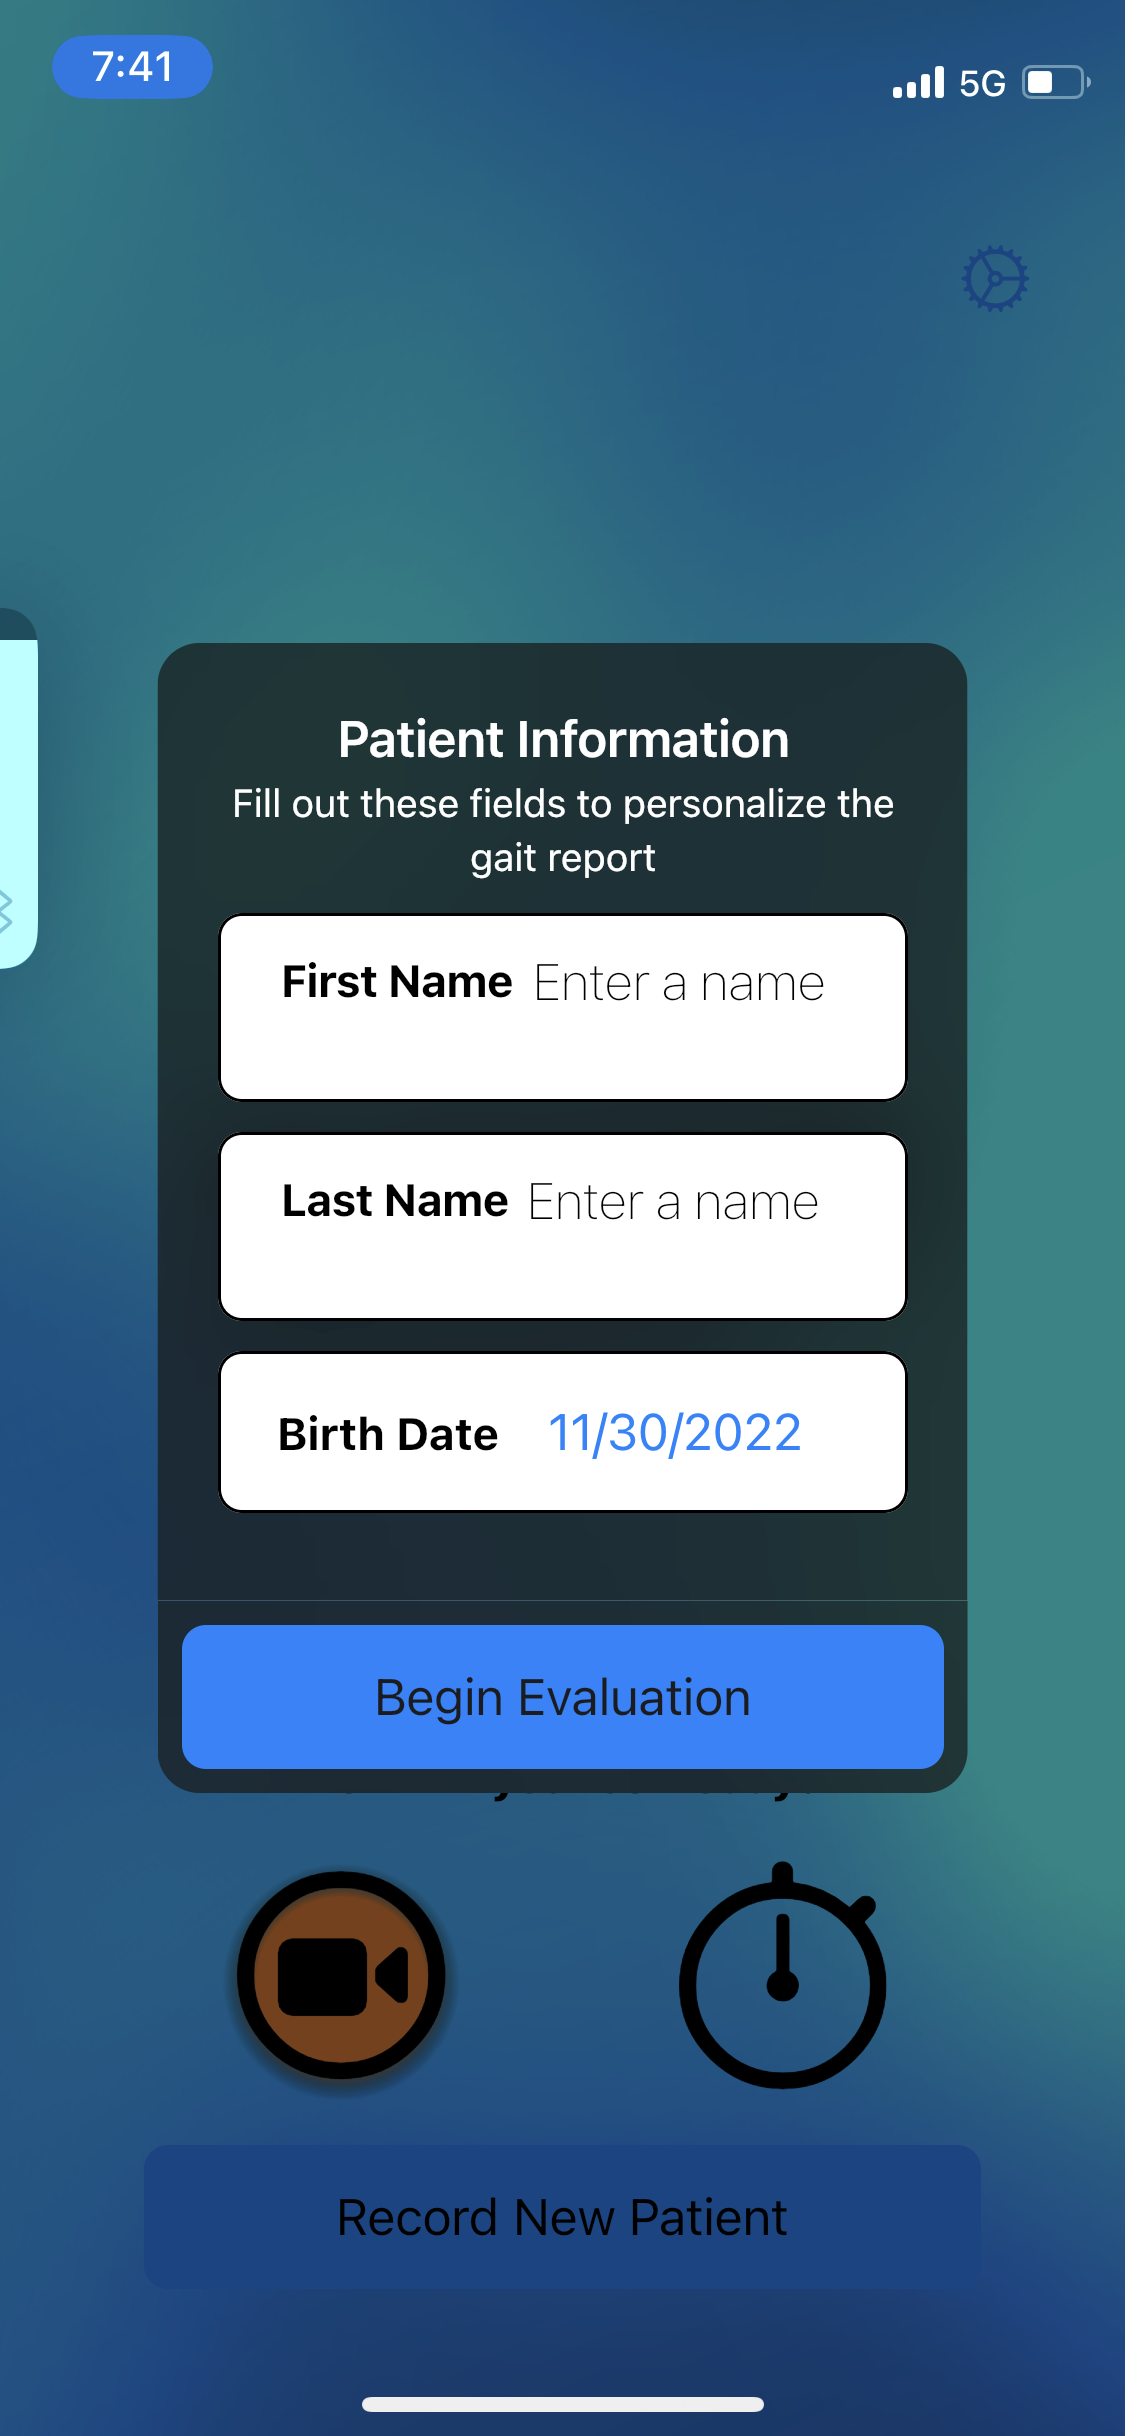 7:41
5G
Patient Information
Fill out these fields to personalize the
gait report
First Name Enter a name
Last Name Enter a name
Birth Date 11/30/2022
Begin Evaluation
Record New Patient